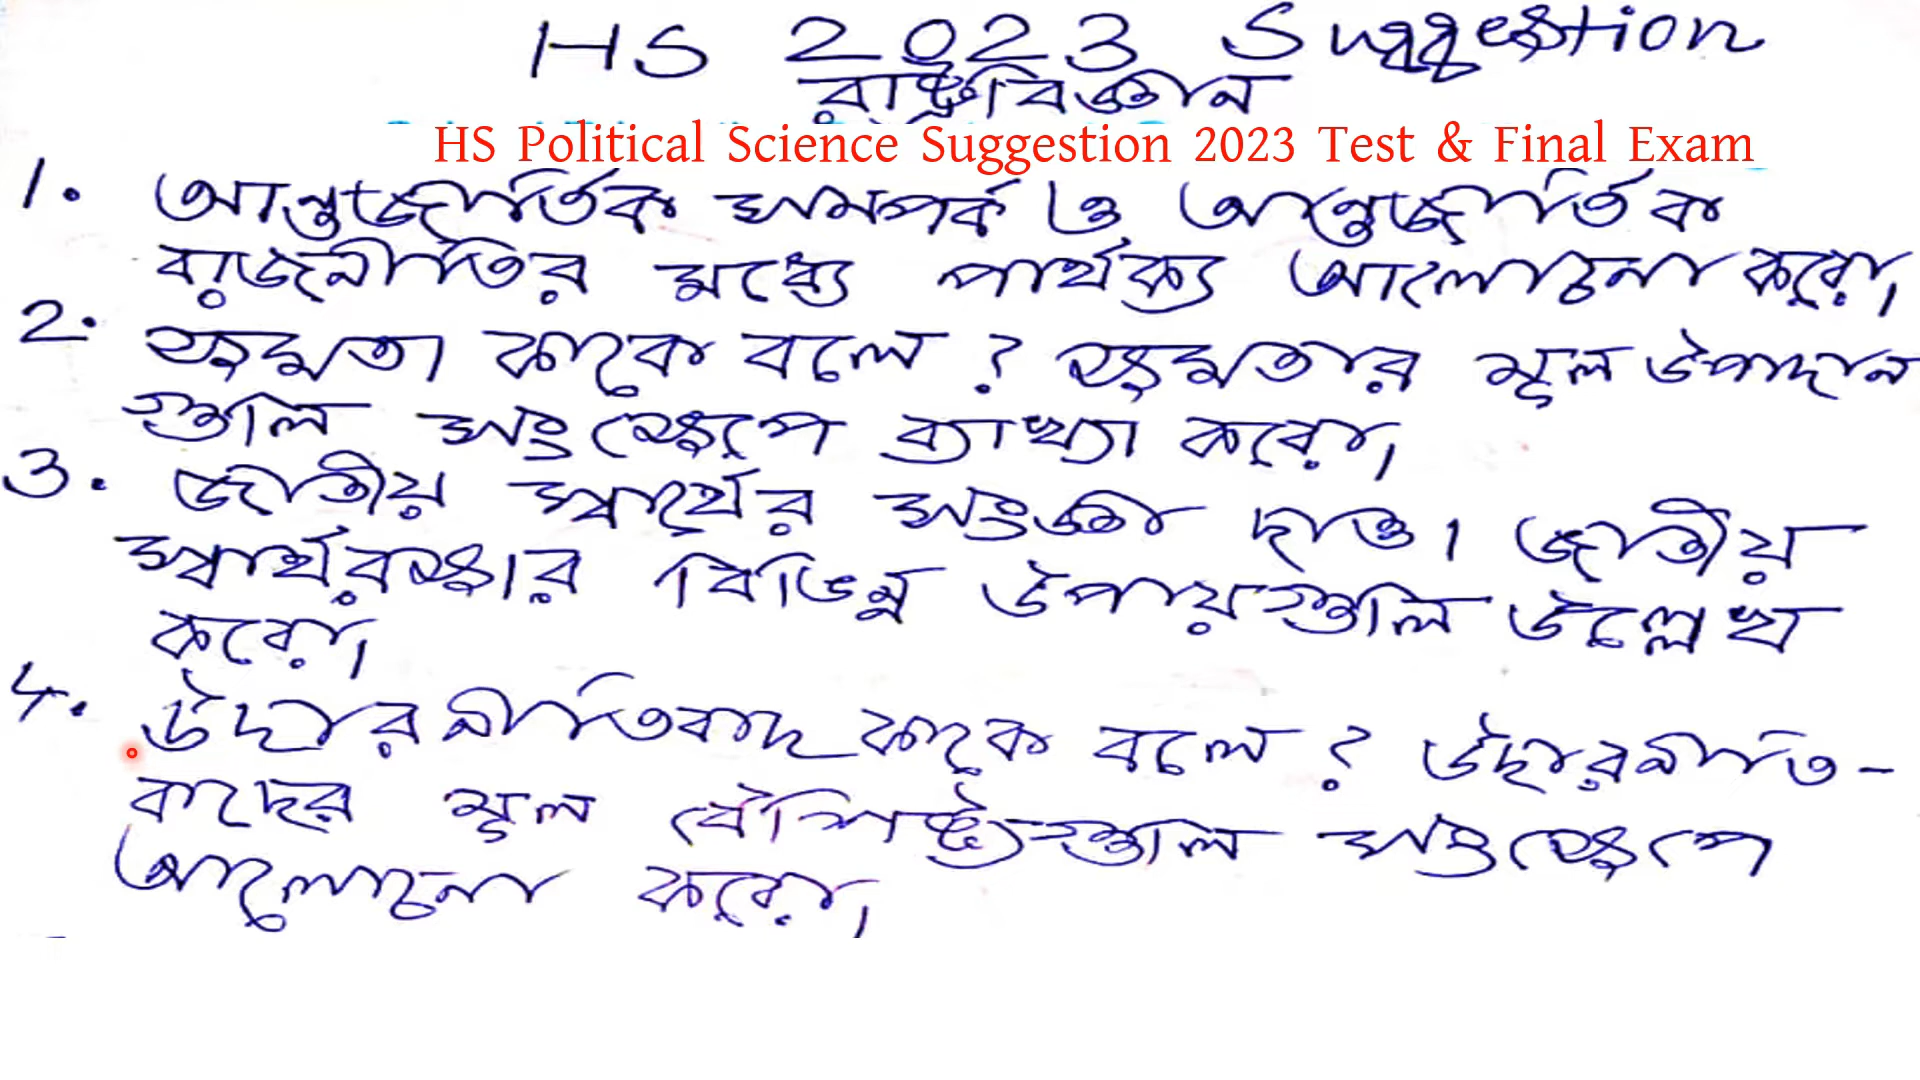 HS 2023 Suggestion
রাষ্ট্রবিজ্ঞান
HS Political Science Suggestion 2023 Test & Final Exam
1. আন্তর্জাতিক সম্পর্ক ও আন্তর্জাতিক
রাজনীতির মধ্যে পার্থক্য আলোচনা করো।
2. ক্ষমতা কাকে বলে ? ক্ষমতার মূল উপাদান
গুলি সংক্ষেপে ব্যাখ্যা করো।
3. জাতীয় স্বার্থের সংজ্ঞা দাও। জাতীয়
স্বার্থরক্ষার বিভিন্ন উপায়গুলি উল্লেখ
করো।
4. উদারনীতিবাদ কাকে বলে ? উদারনীতি-
বাদের মূল বৈশিষ্ট্যগুলি সংক্ষেপে
আলোচনা করো।